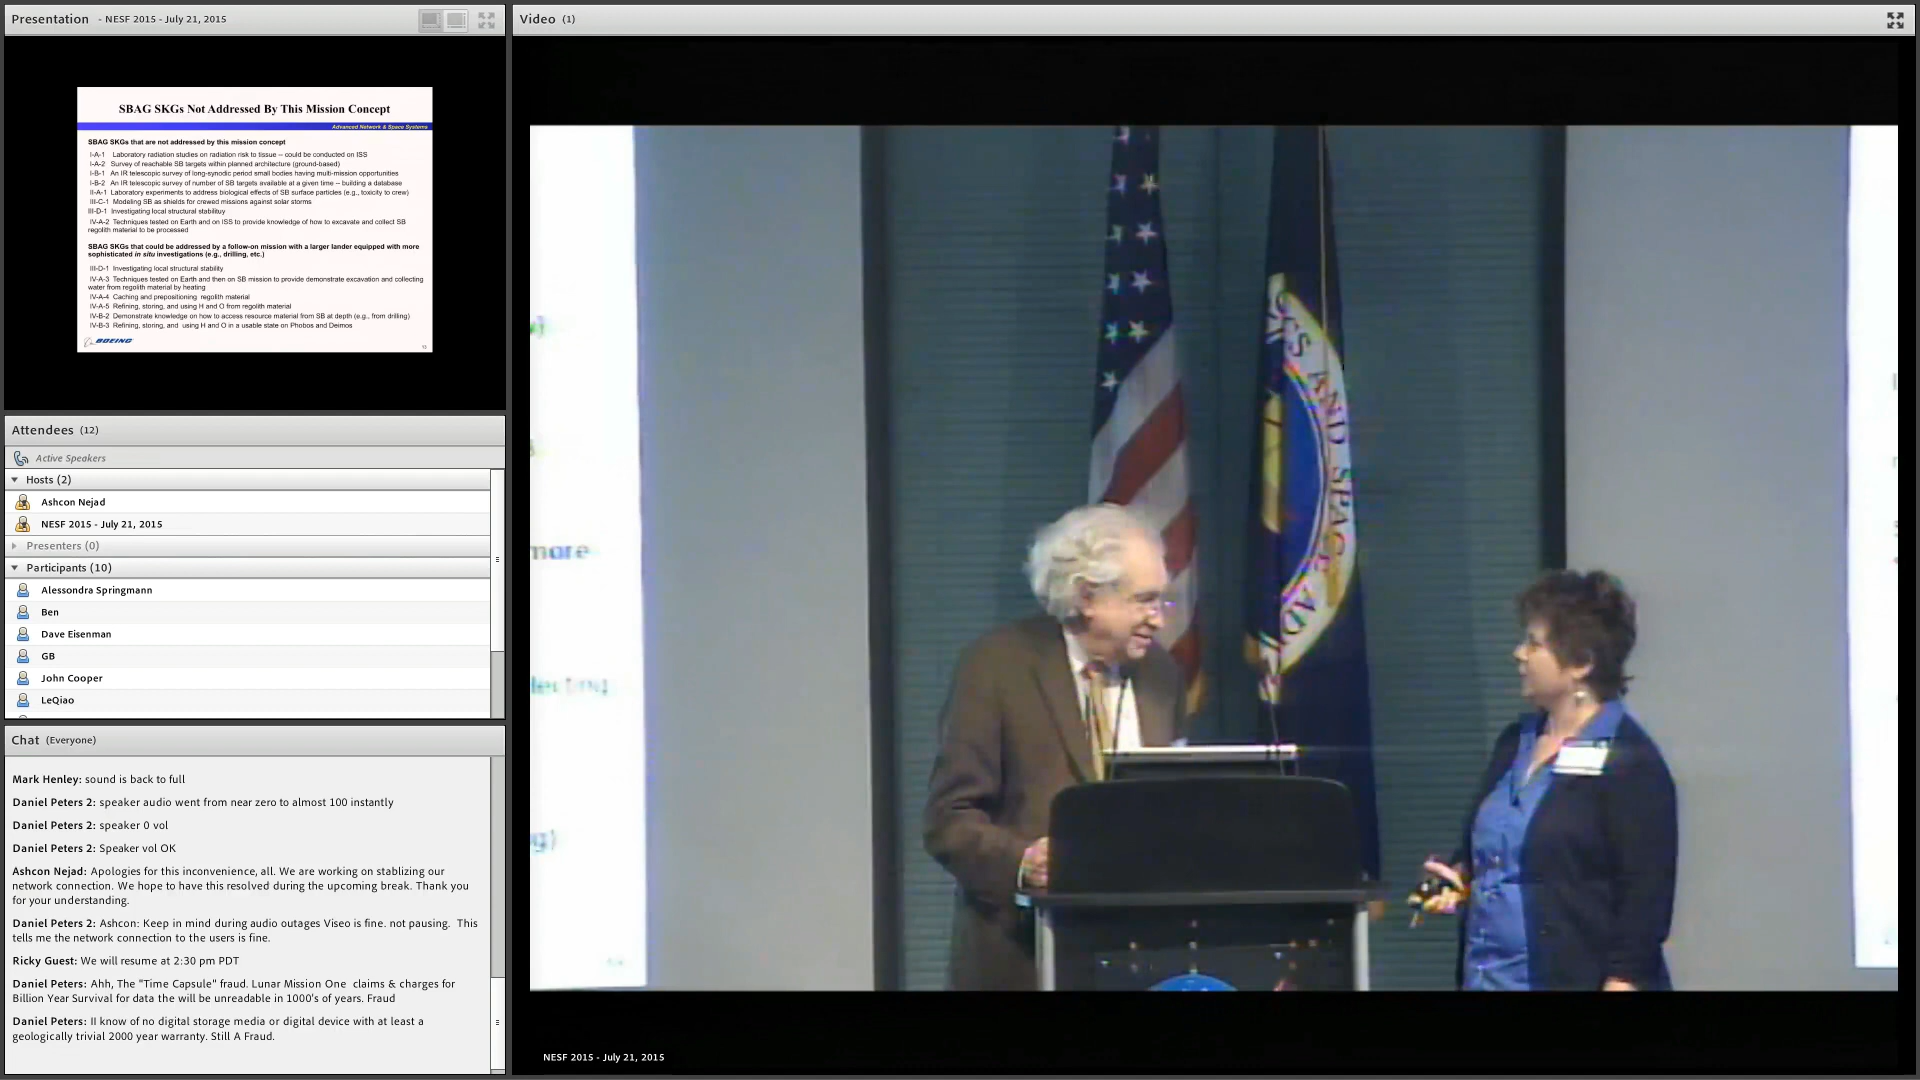 Presentation - NESF 2015 - July 21, 2015
SBAG SKGs Not Addressed By This Mission Concept
Advanced Network & Space Systems
SBAG SKGs that are not addressed by this mission concept
I-A-1 Laboratory radiation studies on radiation risk to tissue -- could be conducted on ISS
I-A-2 Survey of reachable SB targets within planned architecture (ground-based)
I-B-1 An IR telescopic survey of long-synodic period small bodies having multi-mission opportunities
I-B-2 An IR telescopic survey of number of SB targets available at a given time -- building a database
II-A-1 Laboratory experiments to address biological effects of SB surface particles (e.g., toxicity to crew)
III-C-1 Modeling SB as shields for crewed missions against solar storms
III-D-1 Investigating local structural stabilituy
IV-A-2 Techniques tested on Earth and on ISS to provide knowledge of how to excavate and collect SB
regolith material to be processed
SBAG SKGs that could be addressed by a follow-on mission with a larger lander equipped with more
sophisticated in situ investigations (e.g., drilling, etc.)
III-D-1 Investigating local structural stability
IV-A-3 Techniques tested on Earth and then on SB mission to provide demonstrate excavation and collecting
water from regolith material by heating
IV-A-4 Caching and prepositioning regolith material
IV-A-5 Refining, storing, and using H and O from regolith material
IV-B-2 Demonstrate knowledge on how to access resource material from SB at depth (e.g., from drilling)
IV-B-3 Refining, storing, and using H and O in a usable state on Phobos and Deimos
BOEING
Attendees (12)
Active Speakers
Hosts (2)
Ashcon Nejad
NESF 2015 - July 21, 2015
Presenters (0)
Participants (10)
Alessondra Springmann
Ben
Dave Eisenman
GB
John Cooper
LeQiao
Chat (Everyone)
Mark Henley: sound is back to full
Daniel Peters 2: speaker audio went from near zero to almost 100 instantly
Daniel Peters 2: speaker 0 vol
Daniel Peters 2: Speaker vol OK
Ashcon Nejad: Apologies for this inconvenience, all. We are working on stablizing our
network connection. We hope to have this resolved during the upcoming break. Thank you
for your understanding.
Daniel Peters 2: Ashcon: Keep in mind during audio outages Viseo is fine. not pausing. This
tells me the network connection to the users is fine.
Ricky Guest: We will resume at 2:30 pm PDT
Daniel Peters: Ahh, The "Time Capsule" fraud. Lunar Mission One claims & charges for
Billion Year Survival for data the will be unreadable in 1000's of years. Fraud
Daniel Peters: II know of no digital storage media or digital device with at least a
geologically trivial 2000 year warranty. Still A Fraud.
Video (1)
more
lecting
CS AND SPACE AD
NESF 2015 - July 21, 2015